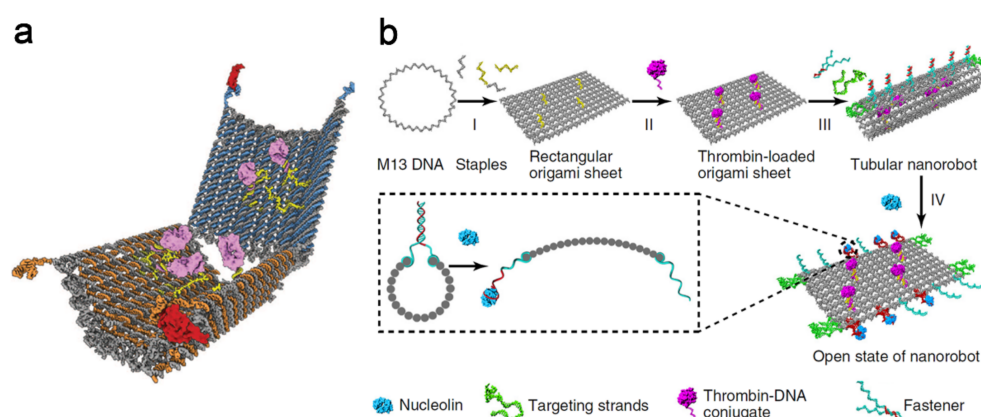 a
b
I
II
III
M13 DNA Staples
Rectangular
origami sheet
Thrombin-loaded
origami sheet
Tubular nanorobot
IV
Open state of nanorobot
Nucleolin
Targeting strands
Thrombin-DNA
conjugate
Fastener